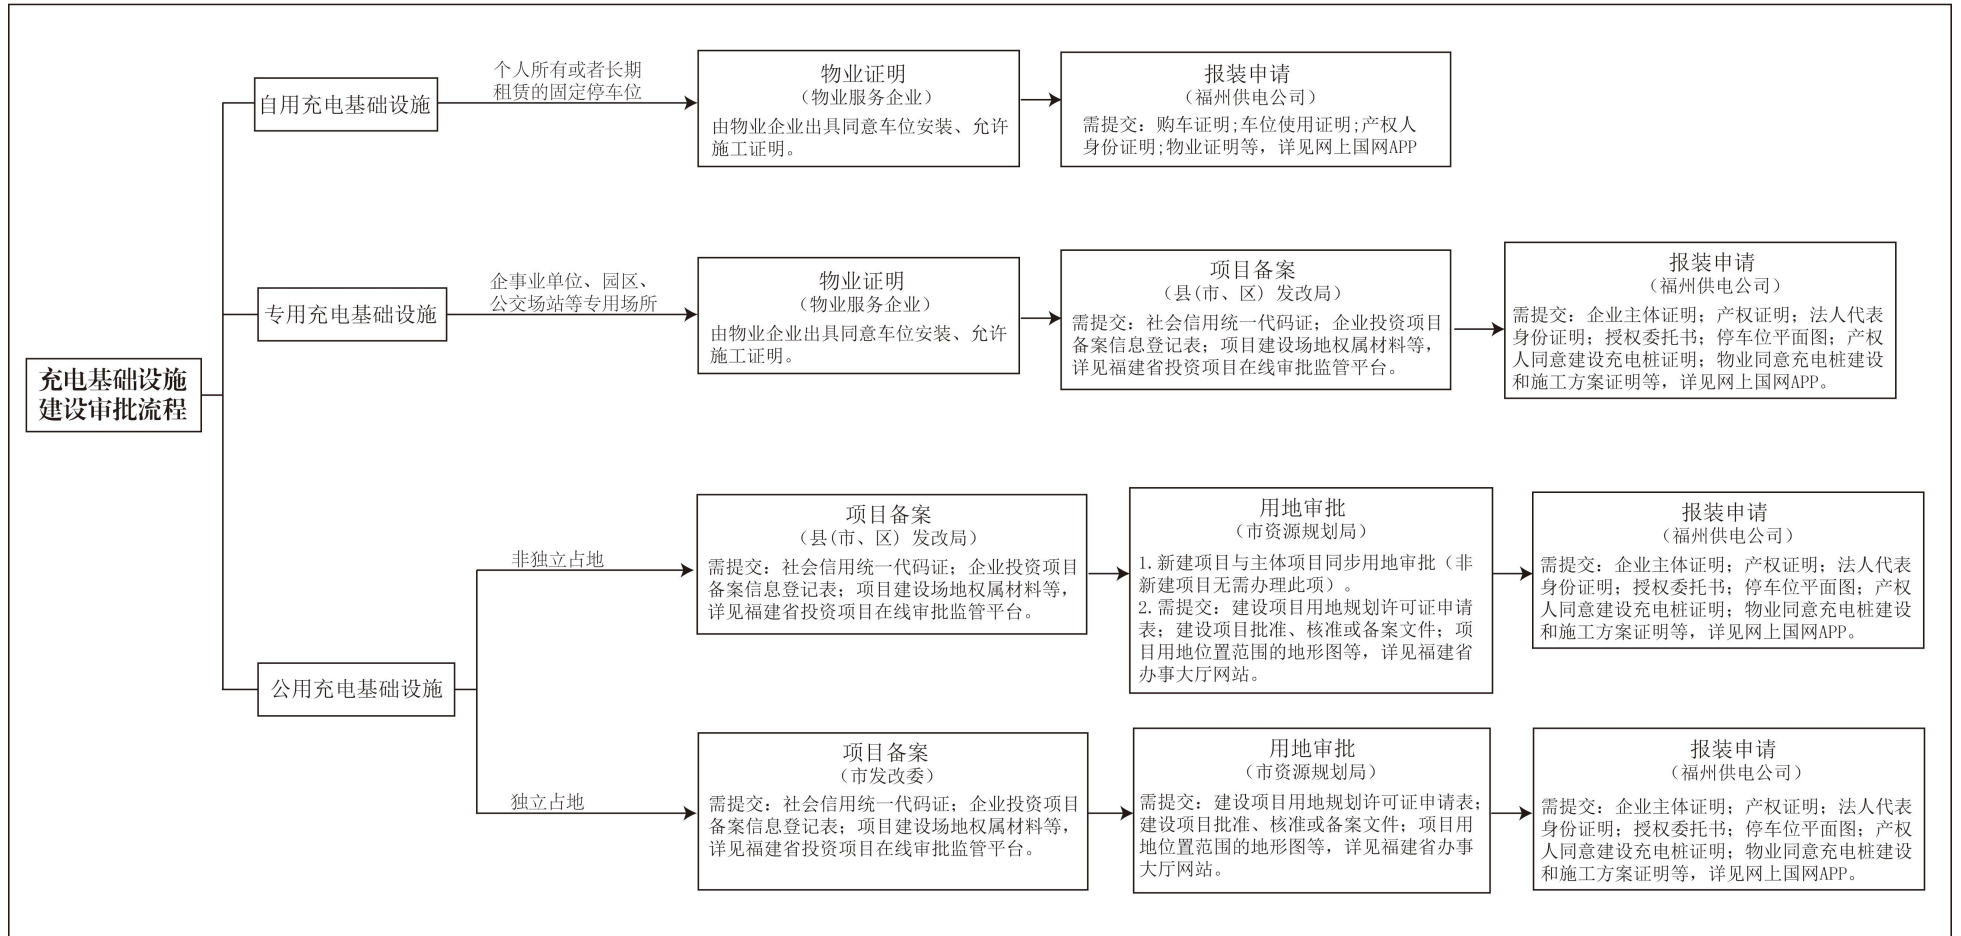 充电基础设施
建设审批流程
自用充电基础设施
个人所有或者长期
租赁的固定停车位
物业证明
（物业服务企业）
由物业企业出具同意车位安装、允许
施工证明。
报装申请
（福州供电公司）
需提交：购车证明;车位使用证明;产权人
身份证明;物业证明等，详见网上国网APP
专用充电基础设施
企事业单位、园区、
公交场站等专用场所
物业证明
（物业服务企业）
由物业企业出具同意车位安装、允许
施工证明。
项目备案
（县(市、区) 发改局）
需提交：社会信用统一代码证；企业投资项目
备案信息登记表；项目建设场地权属材料等，
详见福建省投资项目在线审批监管平台。
报装申请
（福州供电公司）
需提交：企业主体证明；产权证明；法人代表
身份证明；授权委托书；停车位平面图；产权
人同意建设充电桩证明；物业同意充电桩建设
和施工方案证明等，详见网上国网APP。
公用充电基础设施
非独立占地
项目备案
（县(市、区) 发改局）
需提交：社会信用统一代码证；企业投资项目
备案信息登记表；项目建设场地权属材料等，
详见福建省投资项目在线审批监管平台。
用地审批
（市资源规划局）
1.新建项目与主体项目同步用地审批（非
新建项目无需办理此项）。
2.需提交：建设项目用地规划许可证申请
表；建设项目批准、核准或备案文件；项
目用地位置范围的地形图等，详见福建省
办事大厅网站。
报装申请
（福州供电公司）
需提交：企业主体证明；产权证明；法人代表
身份证明；授权委托书；停车位平面图；产权
人同意建设充电桩证明；物业同意充电桩建设
和施工方案证明等，详见网上国网APP。
独立占地
项目备案
（市发改委）
需提交：社会信用统一代码证；企业投资项目
备案信息登记表；项目建设场地权属材料等，
详见福建省投资项目在线审批监管平台。
用地审批
（市资源规划局）
需提交：建设项目用地规划许可证申请表；
建设项目批准、核准或备案文件；项目用
地位置范围的地形图等，详见福建省办事
大厅网站。
报装申请
（福州供电公司）
需提交：企业主体证明；产权证明；法人代表
身份证明；授权委托书；停车位平面图；产权
人同意建设充电桩证明；物业同意充电桩建设
和施工方案证明等，详见网上国网APP。